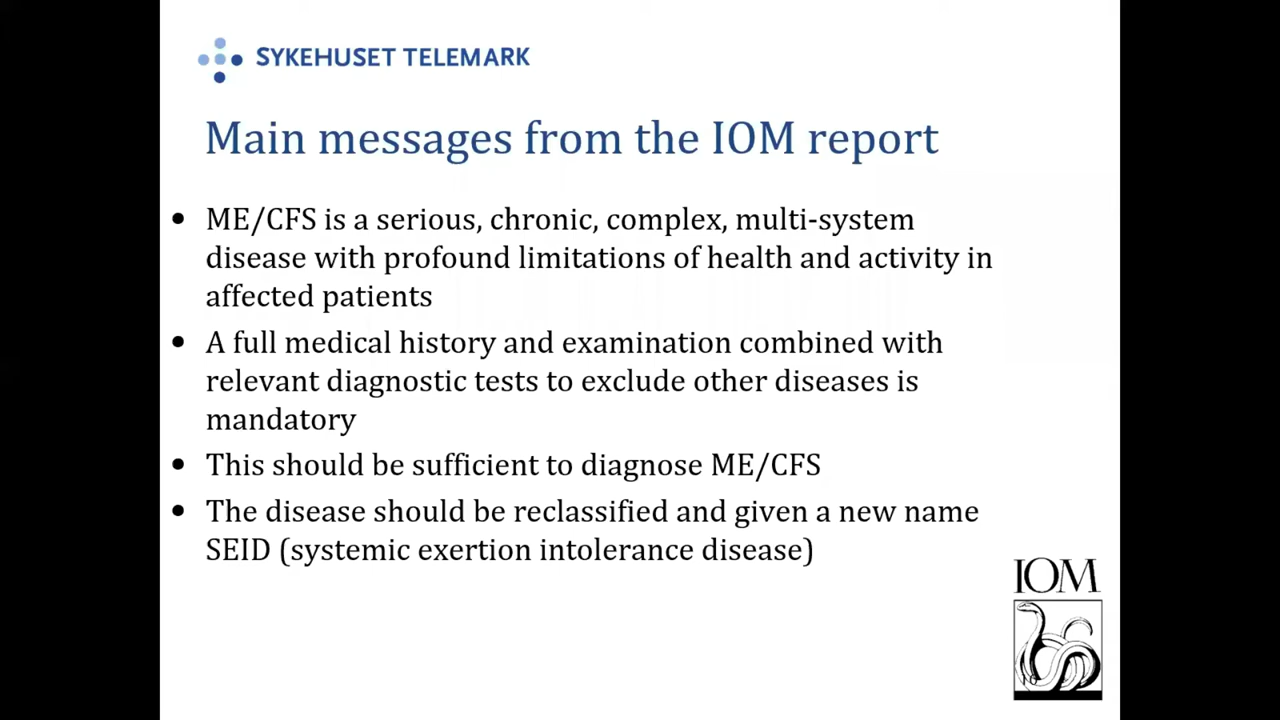 SYKEHUSET TELEMARK
Main messages from the IOM report
• ME/CFS is a serious, chronic, complex, multi-system
disease with profound limitations of health and activity in
affected patients
• A full medical history and examination combined with
relevant diagnostic tests to exclude other diseases is
mandatory
• This should be sufficient to diagnose ME/CFS
• The disease should be reclassified and given a new name
SEID (systemic exertion intolerance disease)
IOM